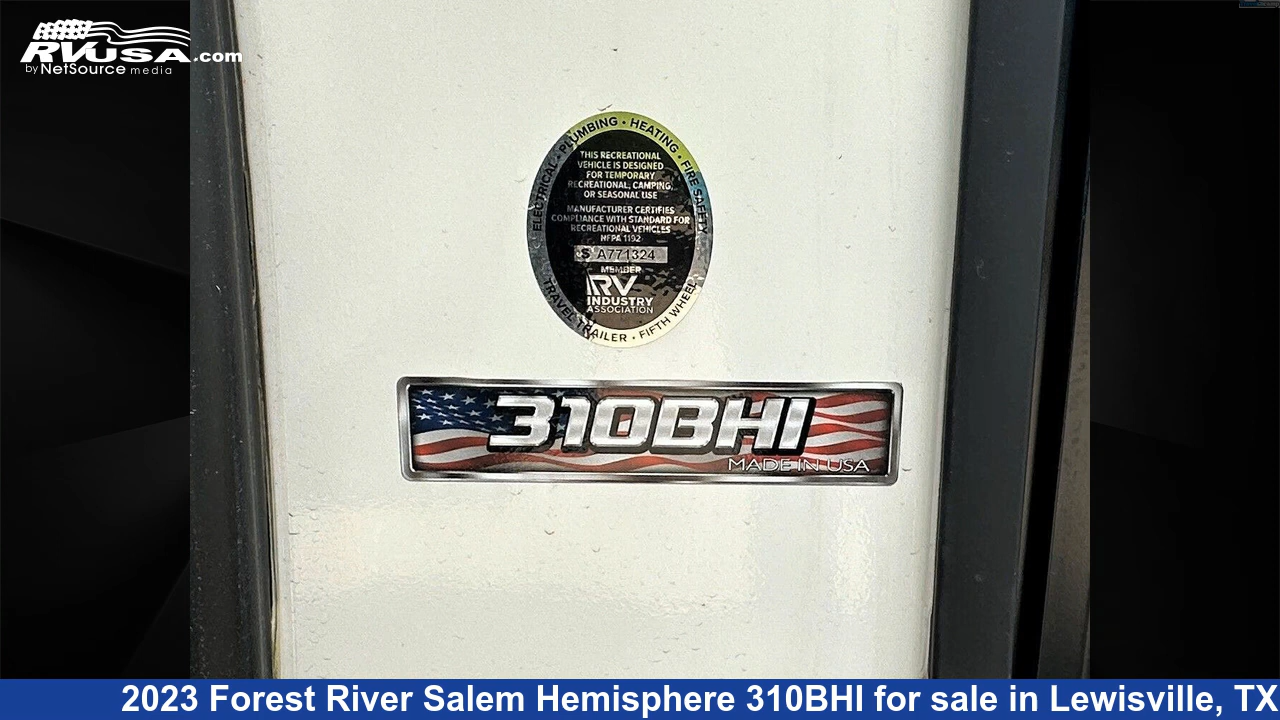 RVUSA.com
by NetSource media
ELECTRICAL • PLUMBING • HEATING • FIRE SAFETY
THIS RECREATIONAL
VEHICLE IS DESIGNED
FOR TEMPORARY
RECREATIONAL, CAMPING,
OR SEASONAL USE
MANUFACTURER CERTIFIES
COMPLIANCE WITH STANDARD FOR
RECREATIONAL VEHICLES
NFPA 1192
S A771324
MEMBER
RV
INDUSTRY
ASSOCIATION
TRAVEL TRAILER • FIFTH WHEEL
310BHI
MADE IN USA
2023 Forest River Salem Hemisphere 310BHI for sale in Lewisville, TX